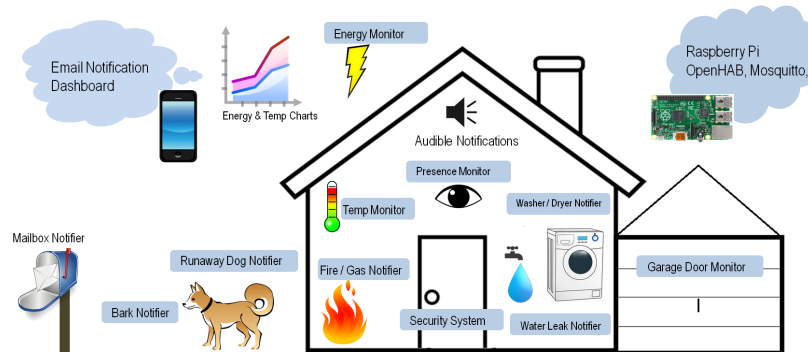 Energy Monitor
Email Notification
Dashboard
Raspberry Pi
OpenHAB, Mosquitto,
Energy & Temp Charts
Audible Notifications
Presence Monitor
Washer / Dryer Notifier
Temp Monitor
Mailbox Notifier
Runaway Dog Notifier
Fire / Gas Notifier
Garage Door Monitor
Bark Notifier
Security System
Water Leak Notifier